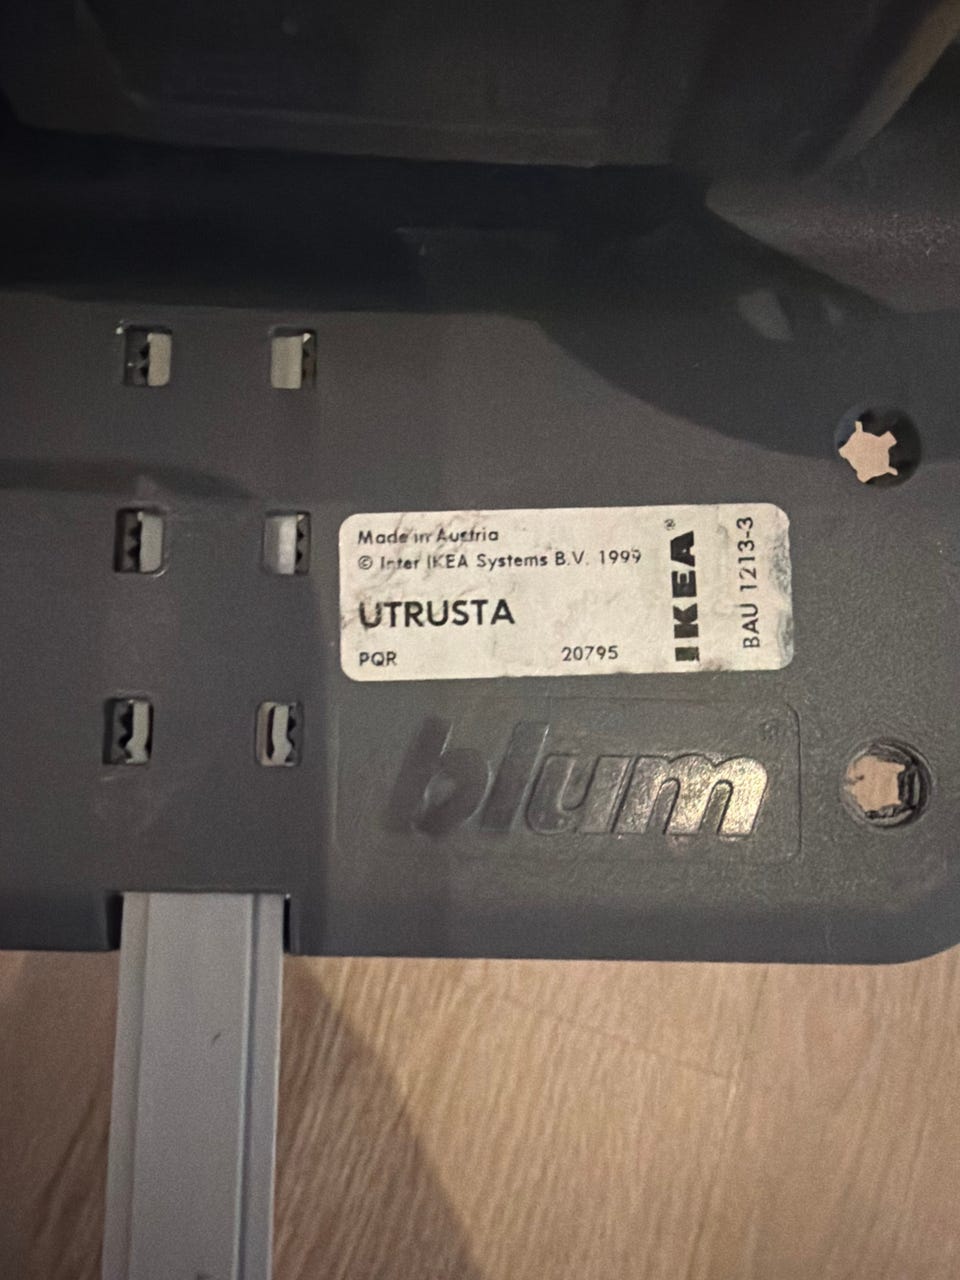 Made in Austria
© Inter IKEA Systems B.V. 1999
UTRUSTA
PQR 20795
IKEA®
BAU 1213-3
blum®